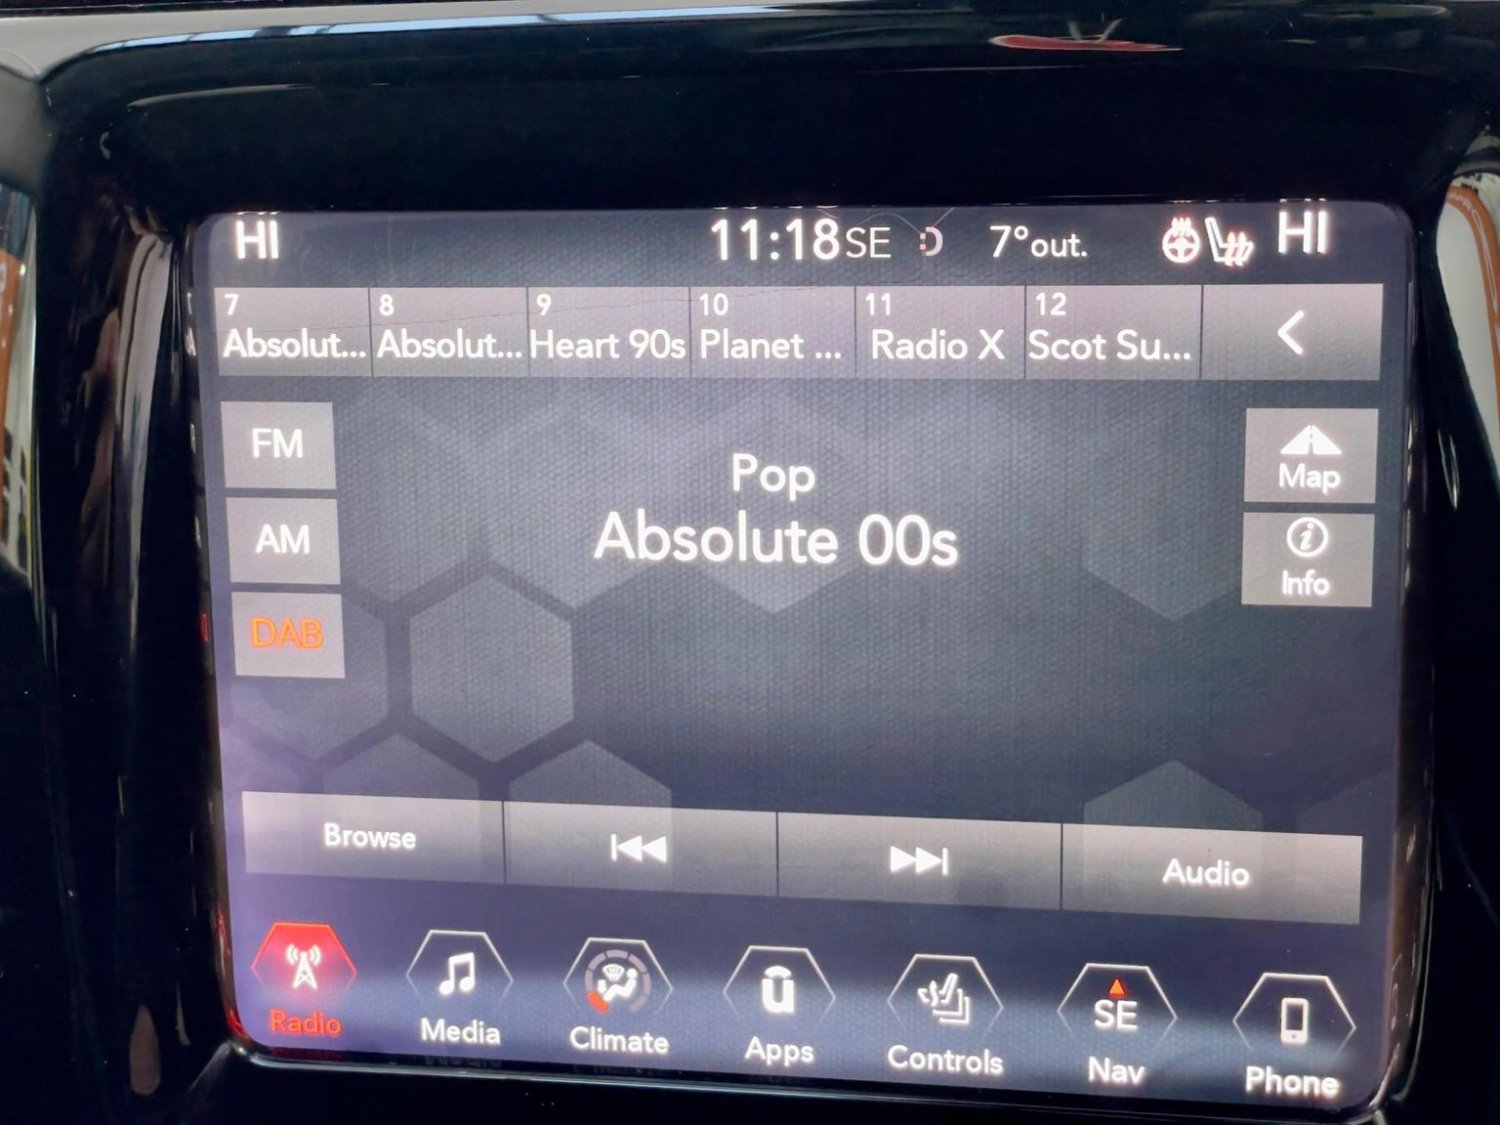 HI 11:18 SE 7° out. HI
7 8 9 10 11 12
Absolut... Absolut... Heart 90s Planet ... Radio X Scot Su...
FM
AM
DAB
Pop
Absolute 00s
Map
Info
Browse Audio
SE
Radio Media Climate Apps Controls Nav Phone